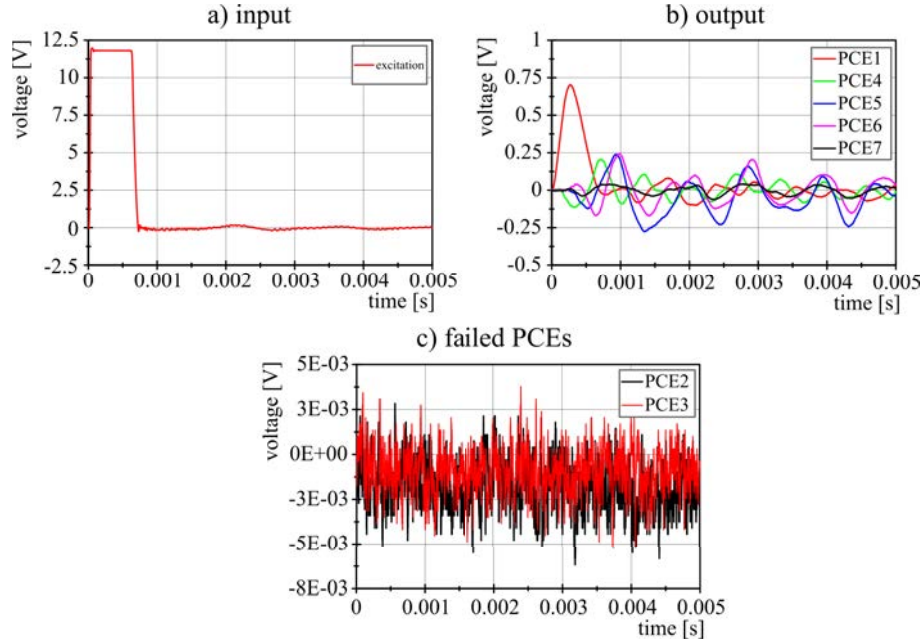 a) input
voltage [V]
12.5
10
7.5
5
2.5
0
-2.5
excitation
0 0.001 0.002 0.003 0.004 0.005
time [s]
b) output
voltage [V]
1
0.75
0.5
0.25
0
-0.25
-0.5
PCE1
PCE4
PCE5
PCE6
PCE7
0 0.001 0.002 0.003 0.004 0.005
time [s]
c) failed PCEs
voltage [V]
5E-03
3E-03
0E+00
-3E-03
-5E-03
-8E-03
PCE2
PCE3
0 0.001 0.002 0.003 0.004 0.005
time [s]